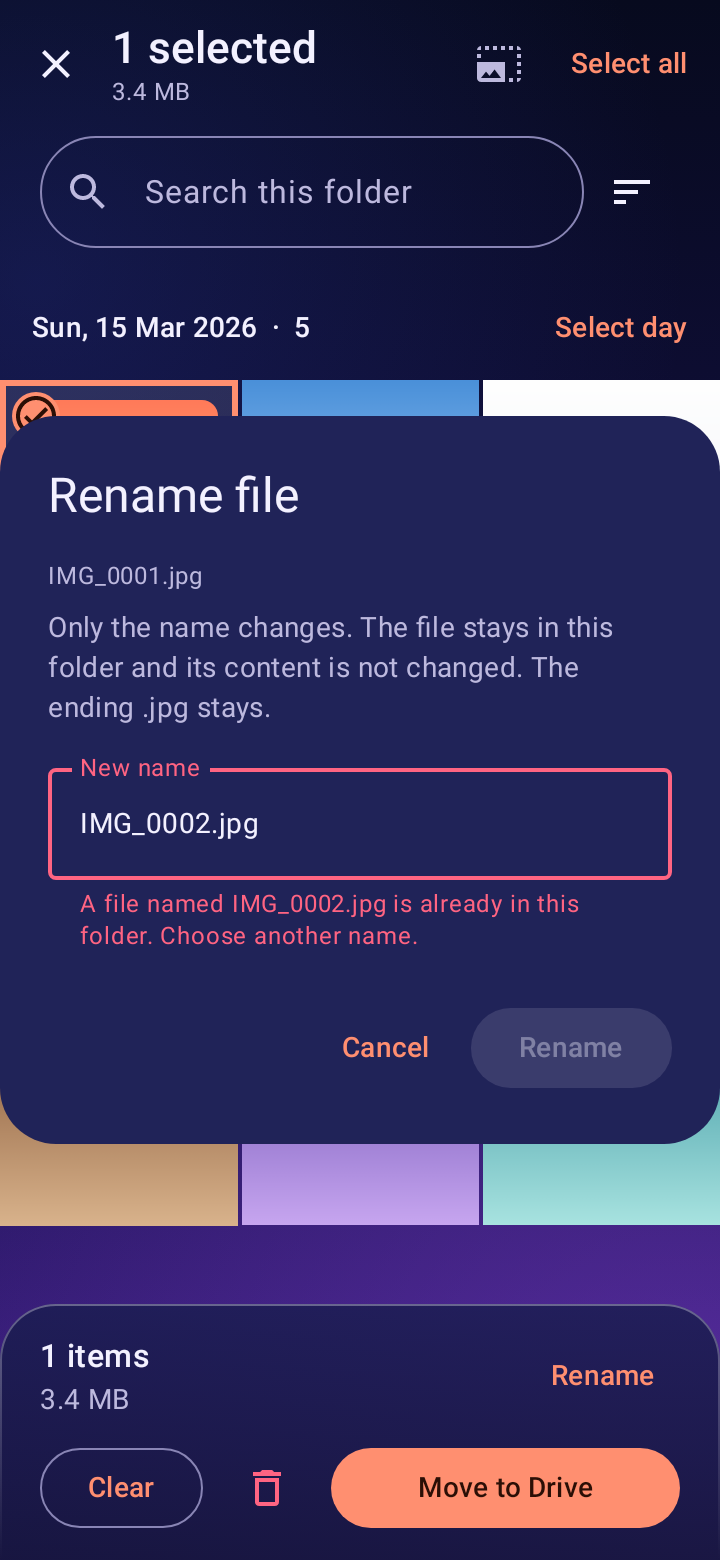 1 selected
3.4 MB
Select all
Search this folder
Sun, 15 Mar 2026 · 5
Select day
Rename file
IMG_0001.jpg
Only the name changes. The file stays in this
folder and its content is not changed. The
ending .jpg stays.
New name
IMG_0002.jpg
A file named IMG_0002.jpg is already in this
folder. Choose another name.
Cancel
Rename
1 items
3.4 MB
Rename
Clear
Move to Drive